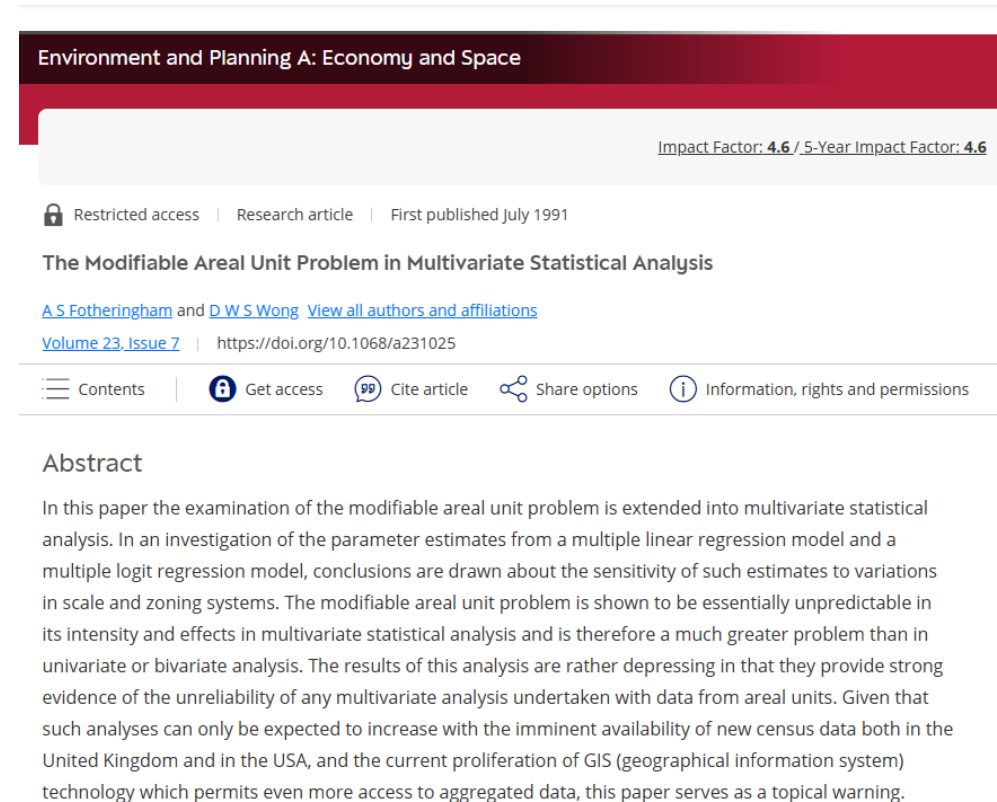 Environment and Planning A: Economy and Space
Impact Factor: 4.6 / 5-Year Impact Factor: 4.6
Restricted access | Research article | First published July 1991
The Modifiable Areal Unit Problem in Multivariate Statistical Analysis
A S Fotheringham and D W S Wong View all authors and affiliations
Volume 23, Issue 7 | https://doi.org/10.1068/a231025
Contents | Get access Cite article Share options Information, rights and permissions
Abstract
In this paper the examination of the modifiable areal unit problem is extended into multivariate statistical
analysis. In an investigation of the parameter estimates from a multiple linear regression model and a
multiple logit regression model, conclusions are drawn about the sensitivity of such estimates to variations
in scale and zoning systems. The modifiable areal unit problem is shown to be essentially unpredictable in
its intensity and effects in multivariate statistical analysis and is therefore a much greater problem than in
univariate or bivariate analysis. The results of this analysis are rather depressing in that they provide strong
evidence of the unreliability of any multivariate analysis undertaken with data from areal units. Given that
such analyses can only be expected to increase with the imminent availability of new census data both in the
United Kingdom and in the USA, and the current proliferation of GIS (geographical information system)
technology which permits even more access to aggregated data, this paper serves as a topical warning.